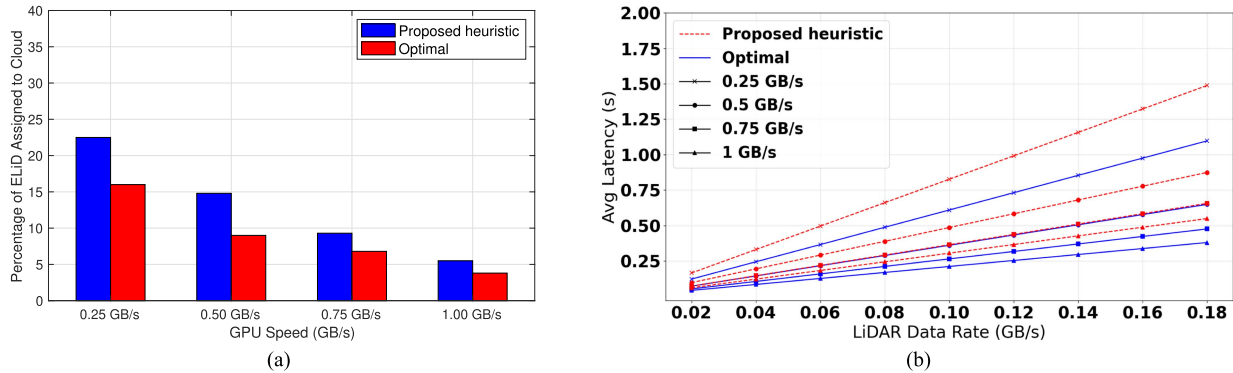 40
35
30
25
20
15
10
5
0
Percentage of ELiD Assigned to Cloud
Proposed heuristic
Optimal
0.25 GB/s 0.50 GB/s 0.75 GB/s 1.00 GB/s
GPU Speed (GB/s)
(a)
2.00
1.75
1.50
1.25
1.00
0.75
0.50
0.25
Avg Latency (s)
Proposed heuristic
Optimal
0.25 GB/s
0.5 GB/s
0.75 GB/s
1 GB/s
0.02 0.04 0.06 0.08 0.10 0.12 0.14 0.16 0.18
LiDAR Data Rate (GB/s)
(b)